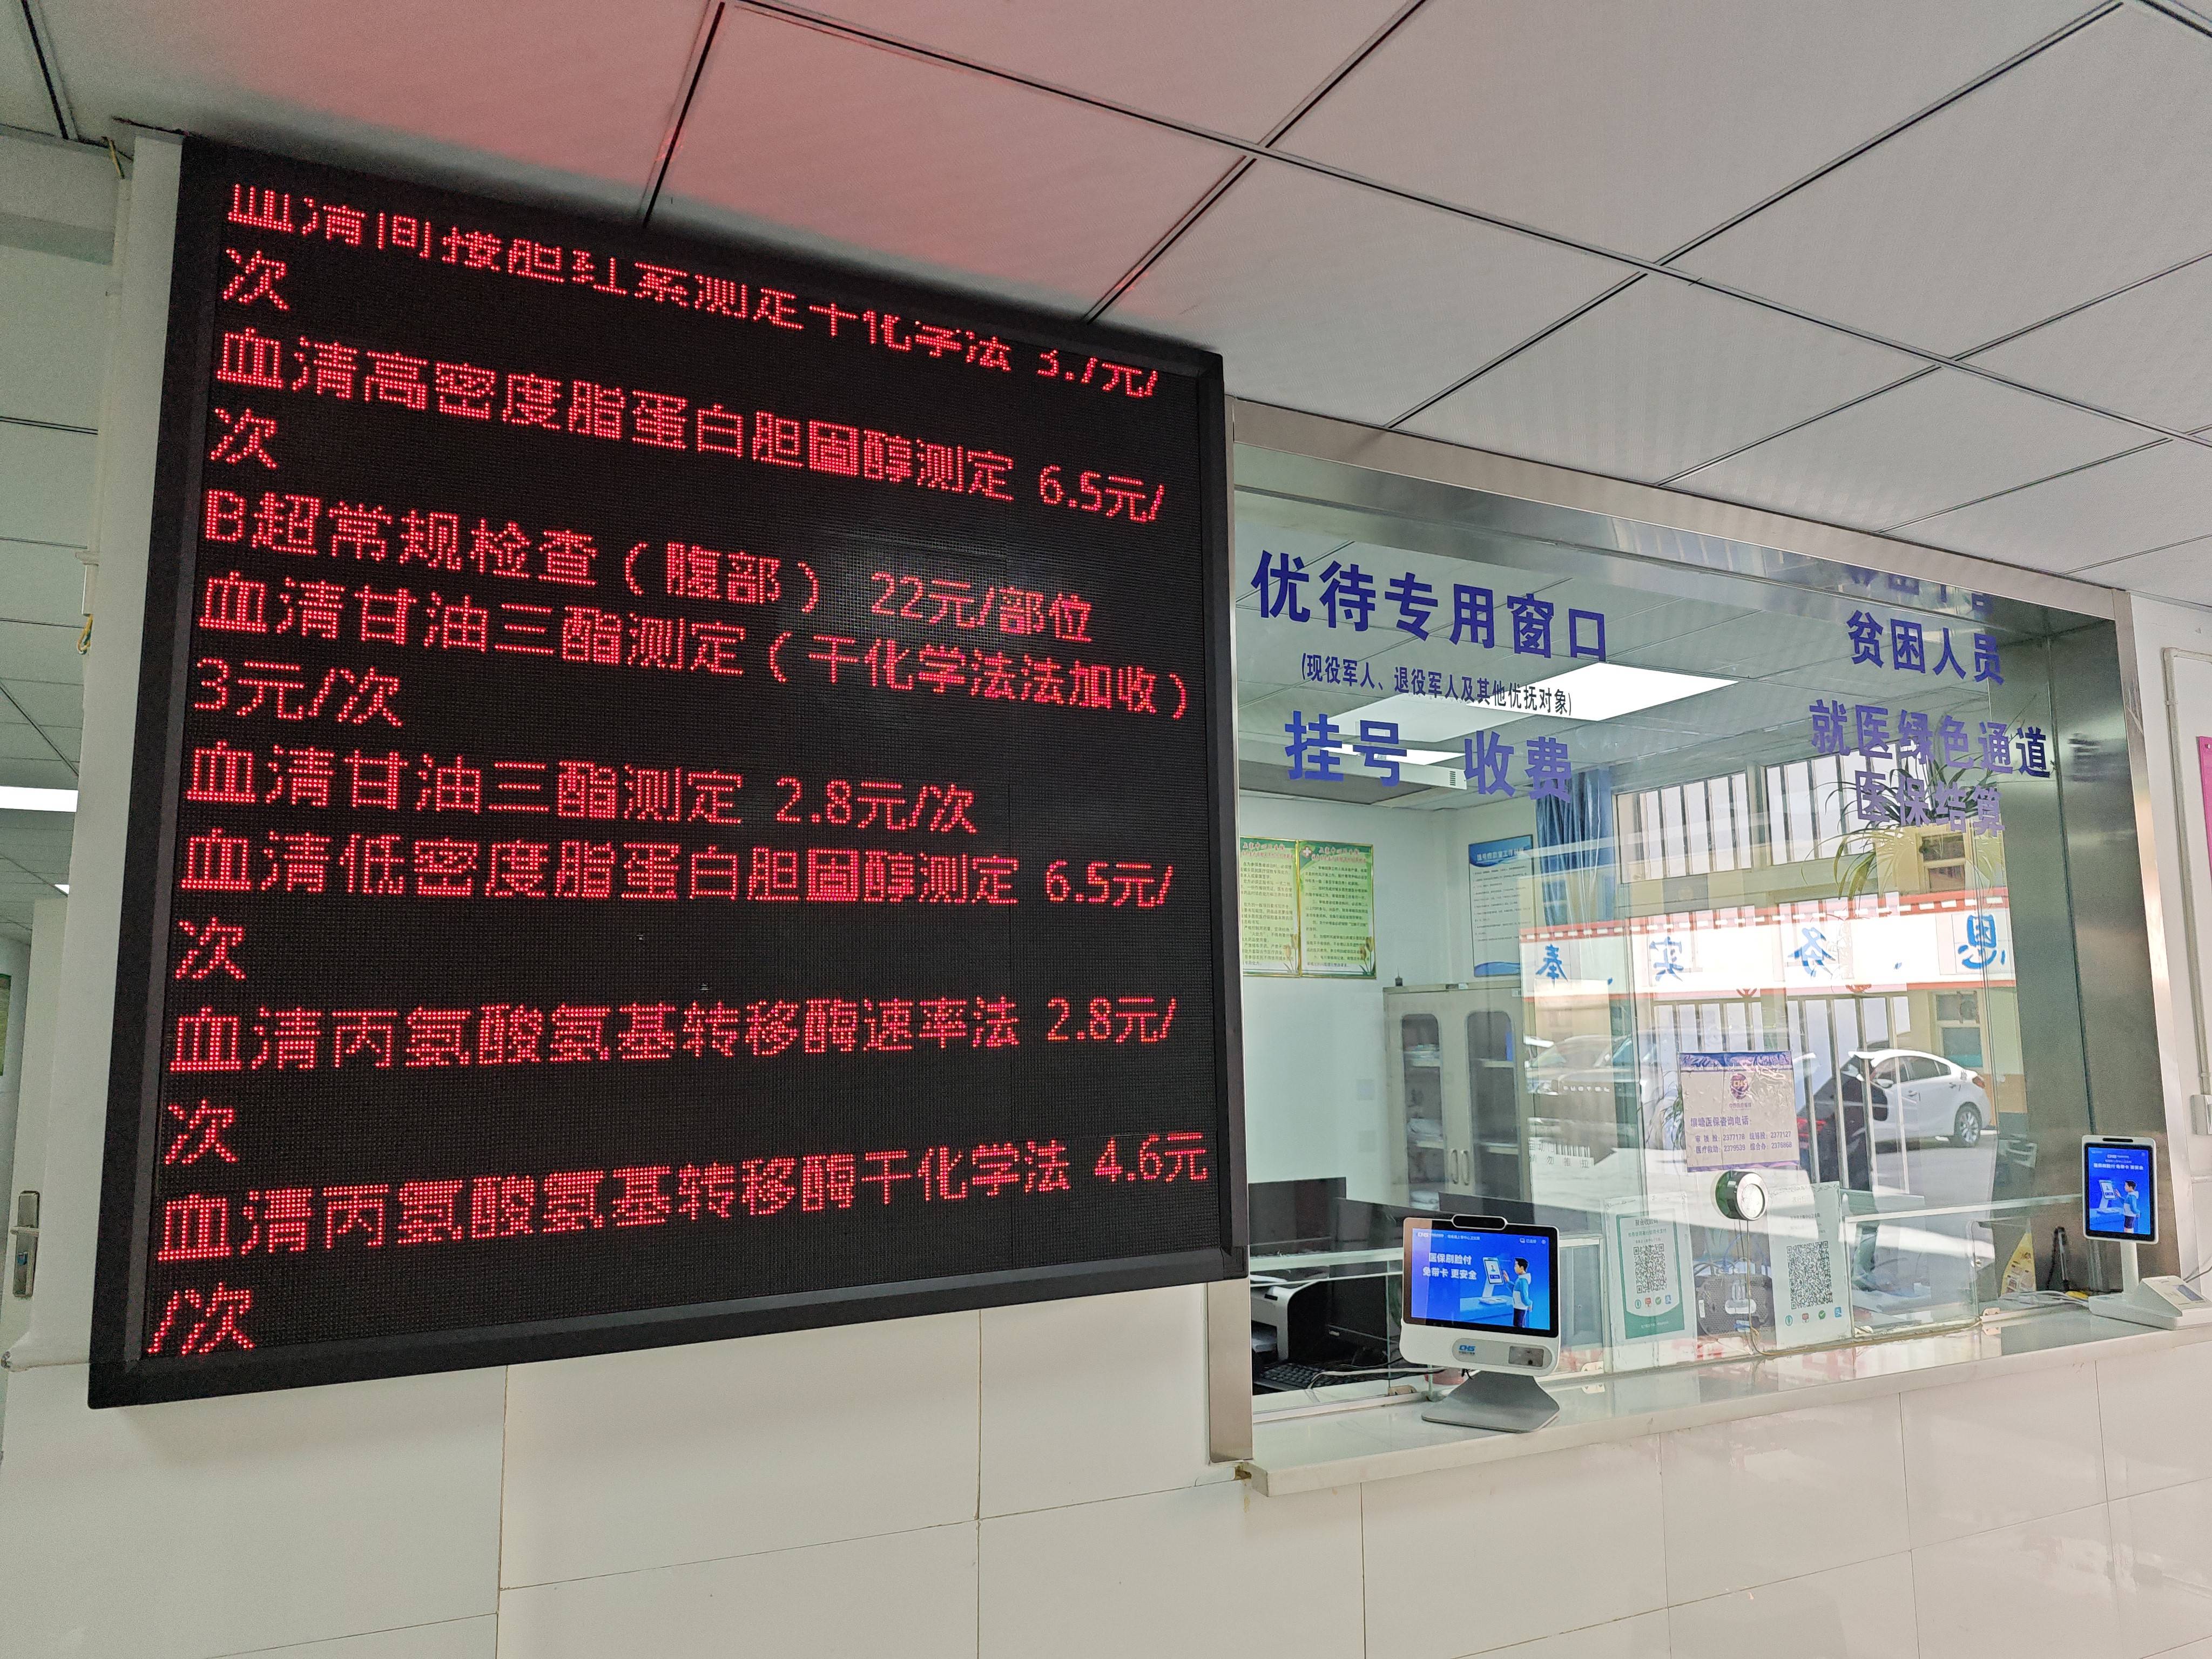 血清间接胆红素测定干化学法 3.7元/
次
血清高密度脂蛋白胆固醇测定 6.5元/
次
B超常规检查（腹部） 22元/部位
血清甘油三酯测定（干化学法法加收）
3元/次
血清甘油三酯测定 2.8元/次
血清低密度脂蛋白胆固醇测定 6.5元/
次
血清丙氨酸氨基转移酶速率法 2.8元/
次
血清丙氨酸氨基转移酶干化学法 4.6元
/次
优待专用窗口
(现役军人、退役军人及其他优抚对象)
挂号 收费
贫困人员
就医绿色通道
医保结算
医保刷脸付
免带卡 更安全